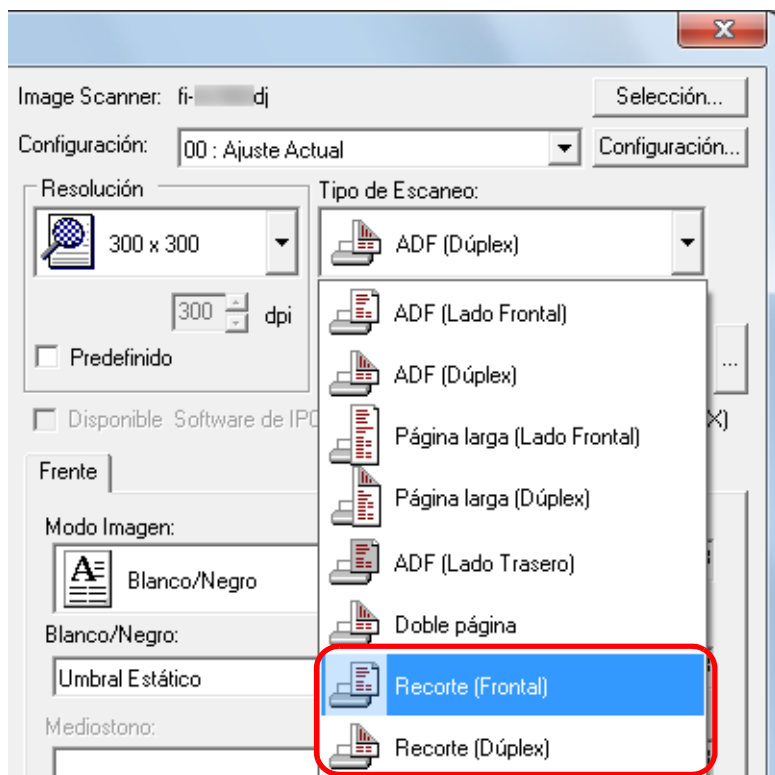 Image Scanner: fi- dj
Selección...
Configuración: 00 : Ajuste Actual
Configuración...
Resolución
Tipo de Escaneo:
300 x 300
ADF (Dúplex)
300 dpi
ADF (Lado Frontal)
Predefinido
...
ADF (Dúplex)
Disponible Software de IPC
X)
Página larga (Lado Frontal)
Frente
Página larga (Dúplex)
Modo Imagen:
Blanco/Negro
ADF (Lado Trasero)
Blanco/Negro:
Doble página
Umbral Estático
Recorte (Frontal)
Mediostono:
Recorte (Dúplex)